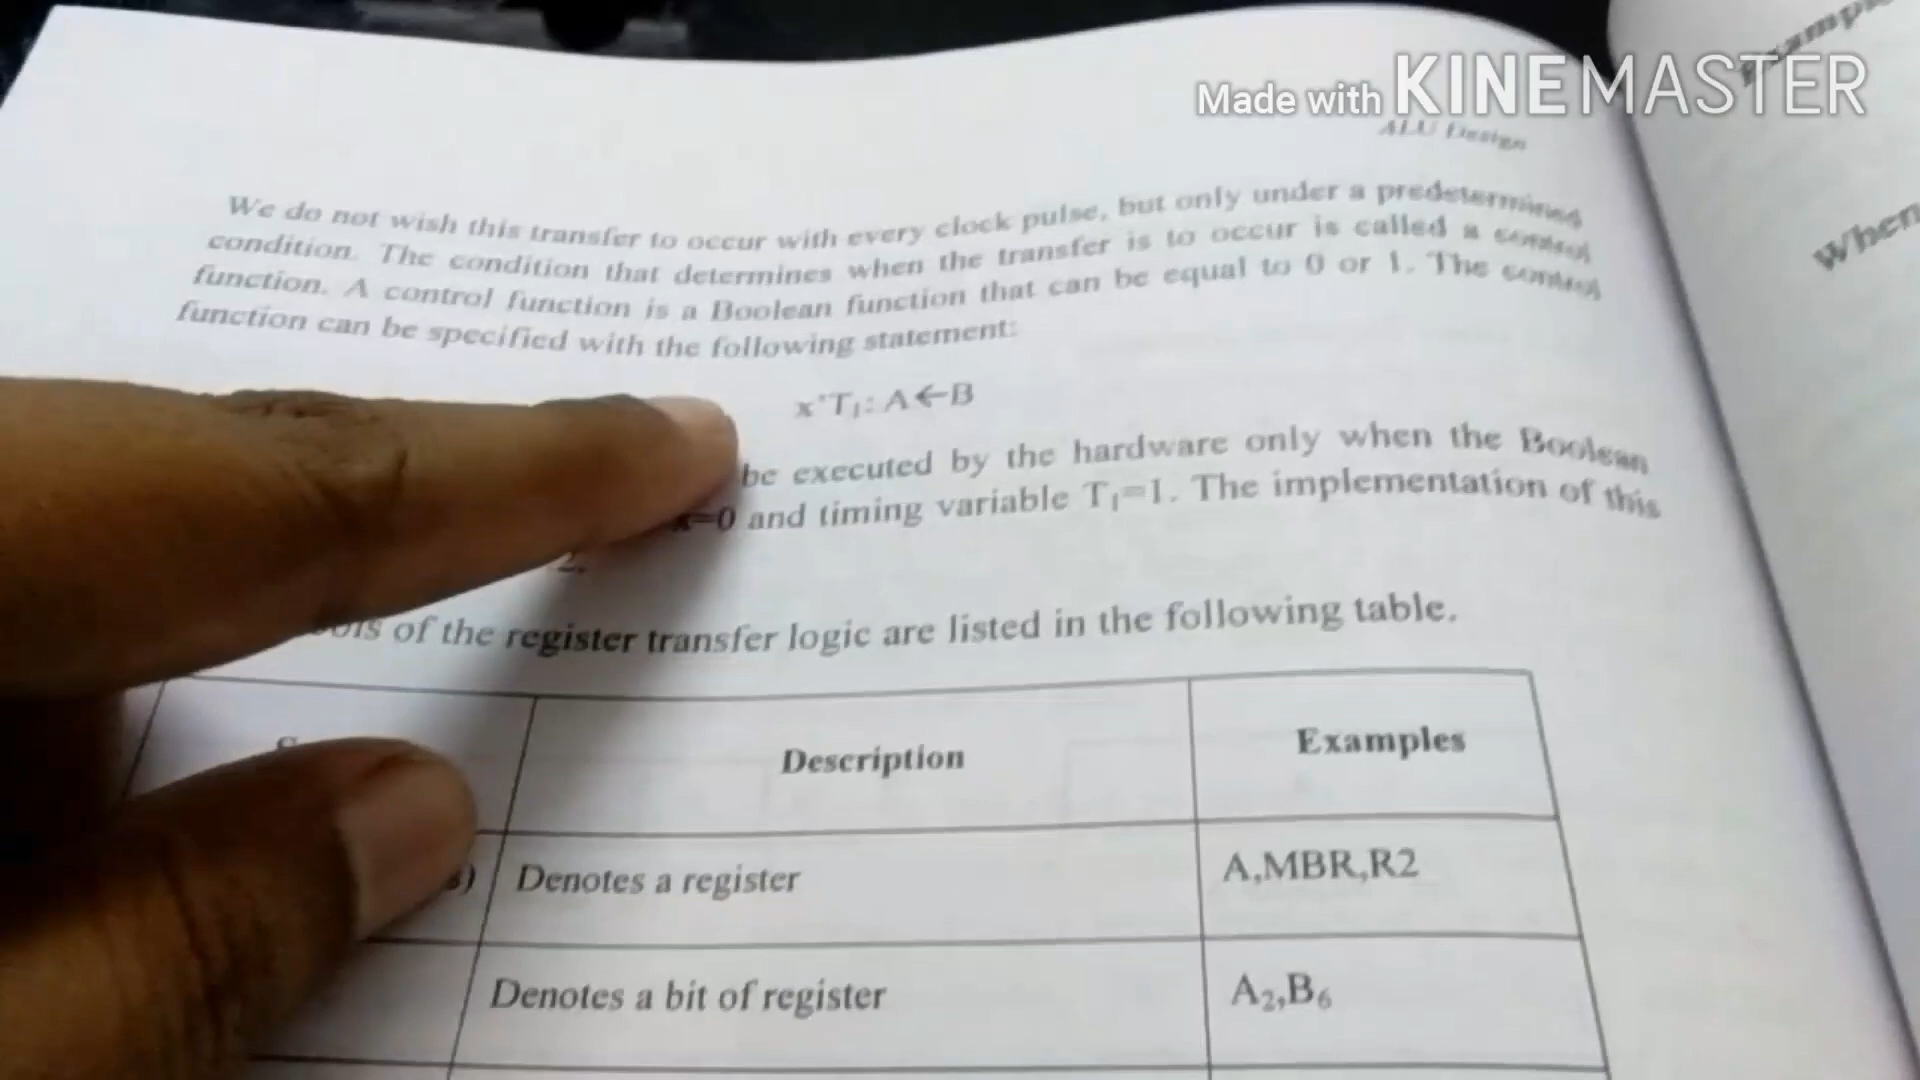 Made with KINEMASTER
ALU Design
We do not wish this transfer to occur with every clock pulse, but only under a predetermined
condition. The condition that determines when the transfer is to occur is called a control
function. A control function is a Boolean function that can be equal to 0 or 1. The control
function can be specified with the following statement:
x'T₁: A←B
be executed by the hardware only when the Boolean
x=0 and timing variable T₁=1. The implementation of this
2.
of the register transfer logic are listed in the following table.
Description Examples
Denotes a register A,MBR,R2
Denotes a bit of register A₂,B₆
When